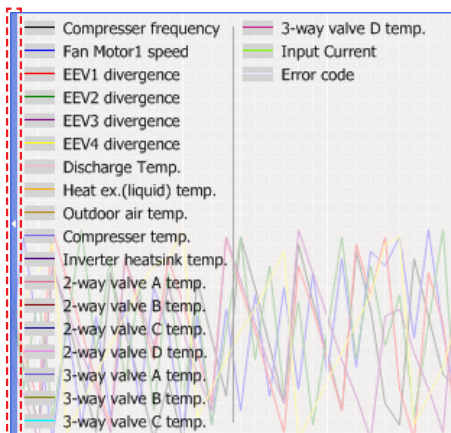 Compresser frequency
Fan Motor1 speed
EEV1 divergence
EEV2 divergence
EEV3 divergence
EEV4 divergence
Discharge Temp.
Heat ex.(liquid) temp.
Outdoor air temp.
Compresser temp.
Inverter heatsink temp.
2-way valve A temp.
2-way valve B temp.
2-way valve C temp.
2-way valve D temp.
3-way valve A temp.
3-way valve B temp.
3-way valve C temp.
3-way valve D temp.
Input Current
Error code